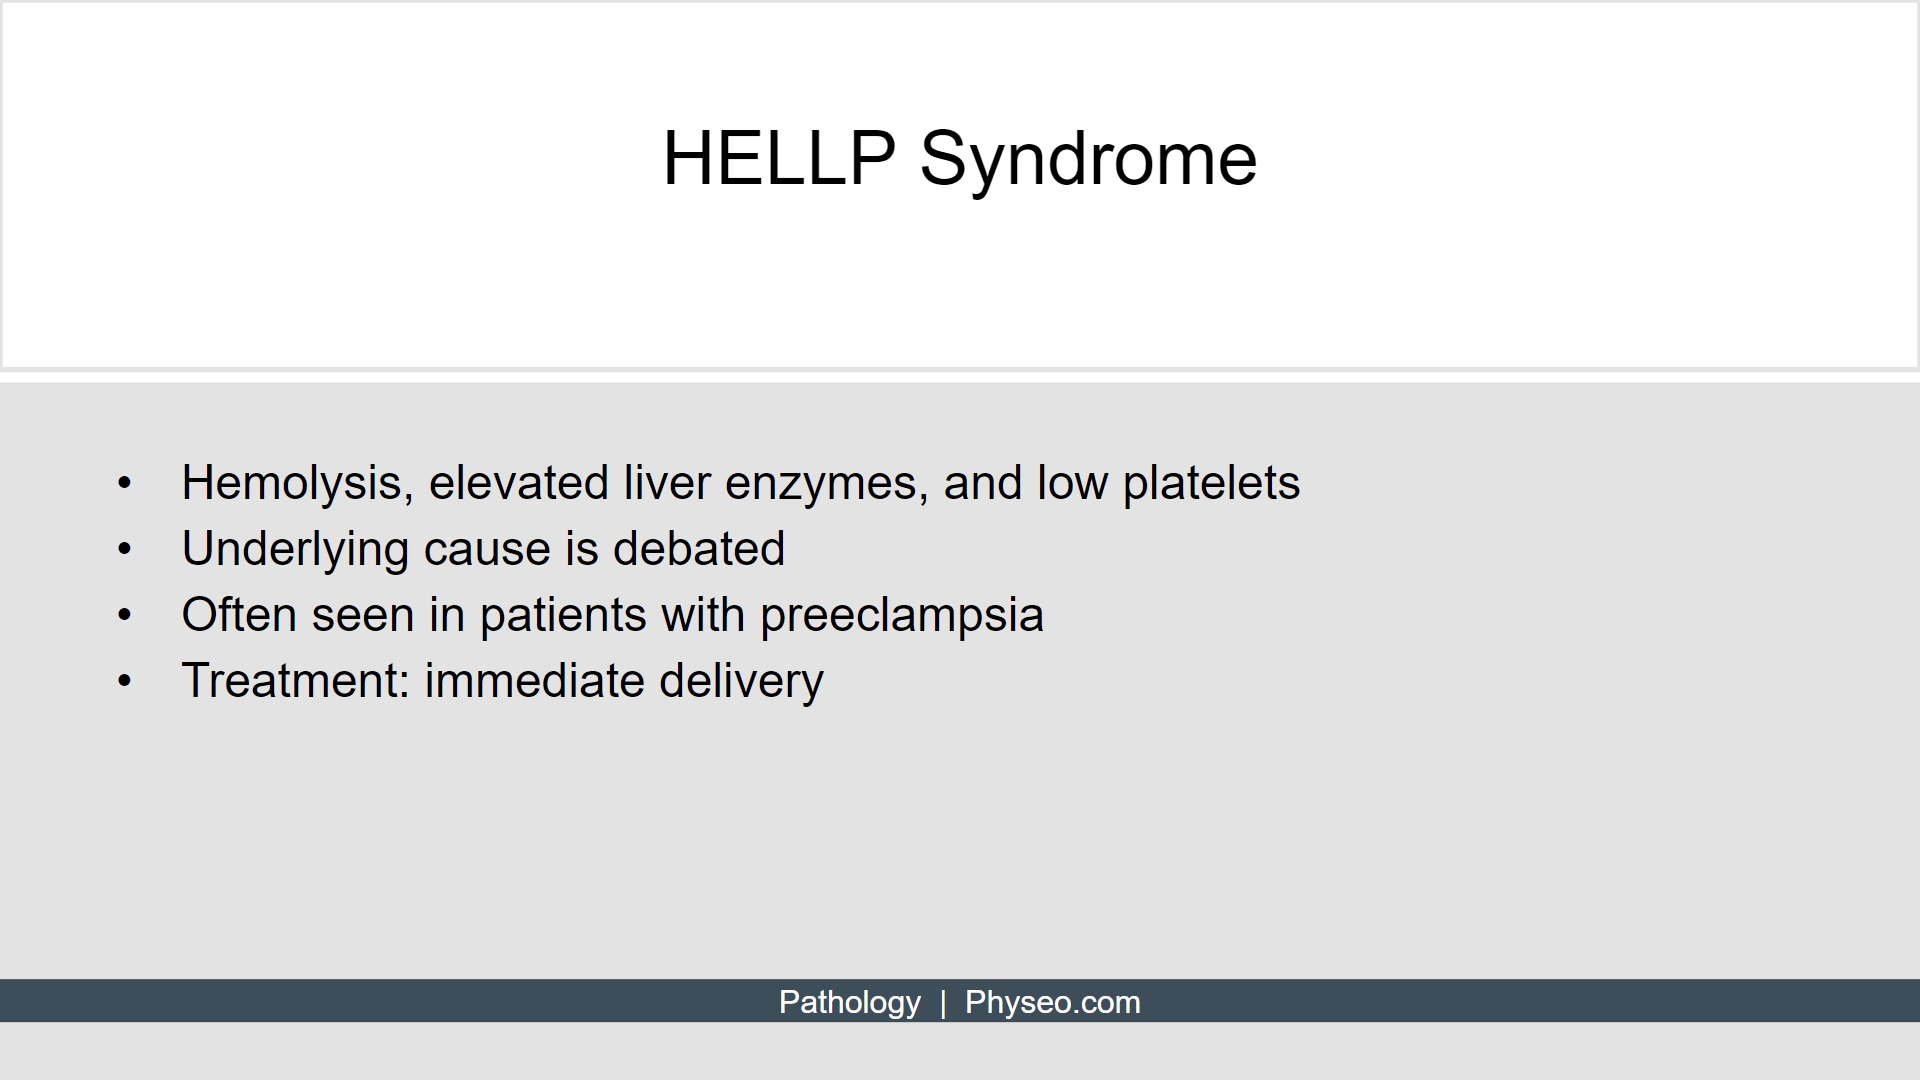 HELLP Syndrome
• Hemolysis, elevated liver enzymes, and low platelets
• Underlying cause is debated
• Often seen in patients with preeclampsia
• Treatment: immediate delivery
Pathology | Physeo.com